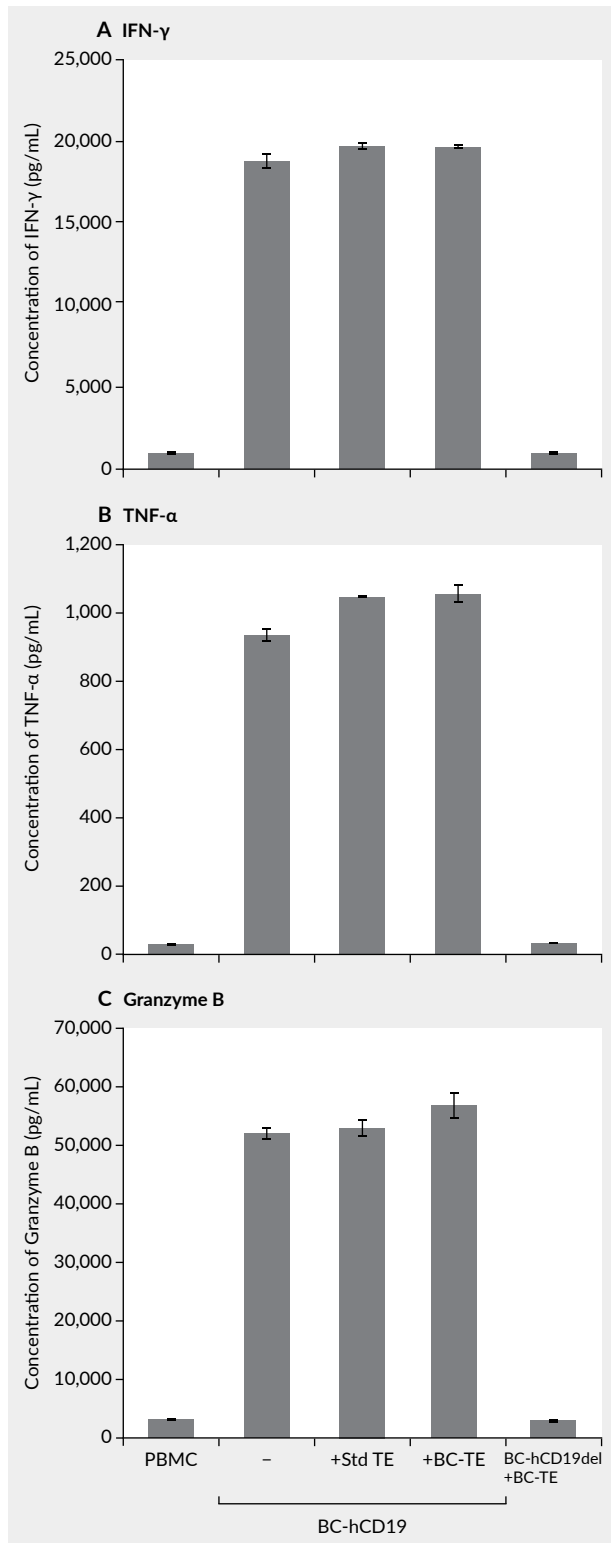 A IFN-γ
Concentration of IFN-γ (pg/mL)
25,000
20,000
15,000
10,000
5,000
0
B TNF-α
Concentration of TNF-α (pg/mL)
1,200
1,000
800
600
400
200
0
C Granzyme B
Concentration of Granzyme B (pg/mL)
70,000
60,000
50,000
40,000
30,000
20,000
10,000
0
PBMC – +Std TE +BC-TE BC-hCD19del
+BC-TE
BC-hCD19